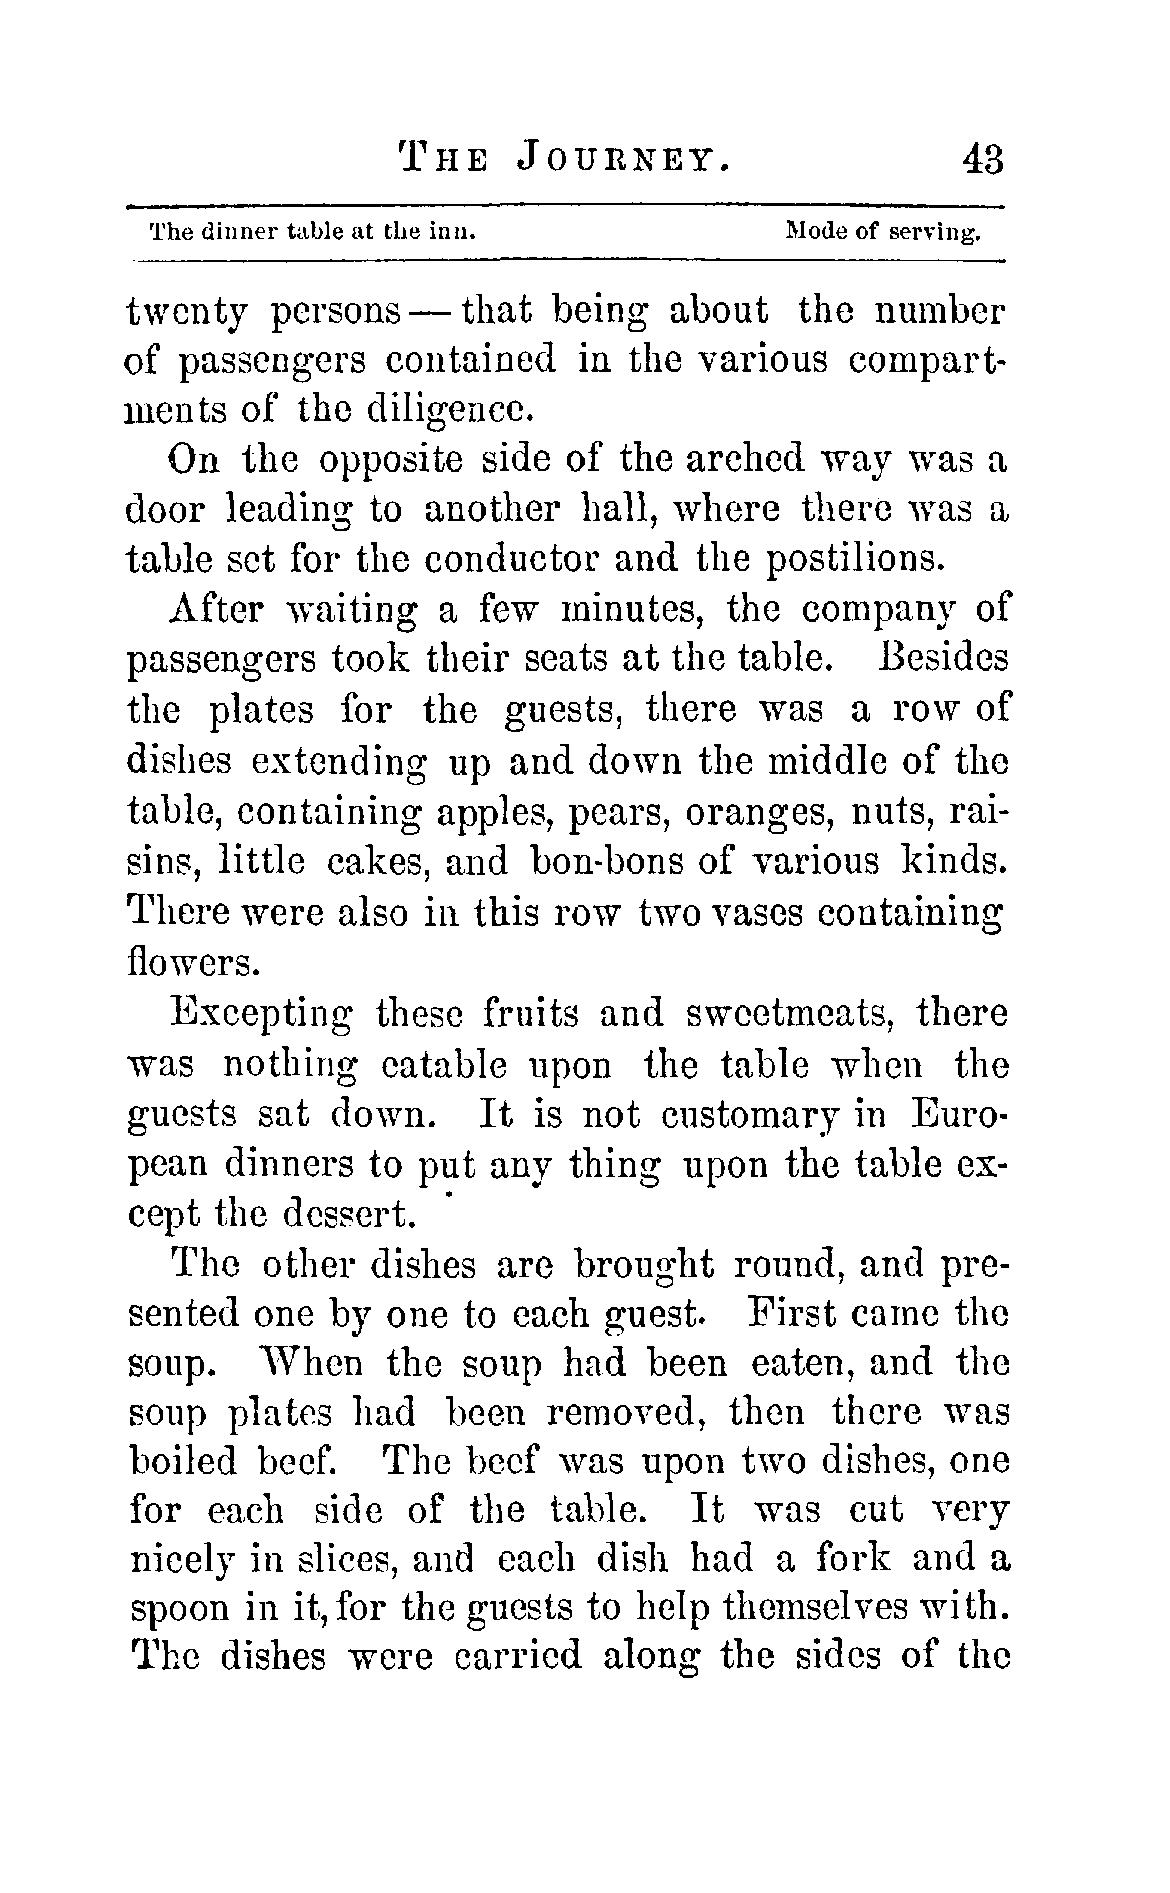 THE JOURNEY. 43
The dinner table at the inn. Mode of serving.
twenty persons — that being about the number
of passengers contained in the various compart-
ments of the diligence.
On the opposite side of the arched way was a
door leading to another hall, where there was a
table set for the conductor and the postilions.
After waiting a few minutes, the company of
passengers took their seats at the table. Besides
the plates for the guests, there was a row of
dishes extending up and down the middle of the
table, containing apples, pears, oranges, nuts, rai-
sins, little cakes, and bon-bons of various kinds.
There were also in this row two vases containing
flowers.
Excepting these fruits and sweetmeats, there
was nothing eatable upon the table when the
guests sat down. It is not customary in Euro-
pean dinners to put any thing upon the table ex-
cept the dessert.
The other dishes are brought round, and pre-
sented one by one to each guest. First came the
soup. When the soup had been eaten, and the
soup plates had been removed, then there was
boiled beef. The beef was upon two dishes, one
for each side of the table. It was cut very
nicely in slices, and each dish had a fork and a
spoon in it, for the guests to help themselves with.
The dishes were carried along the sides of the